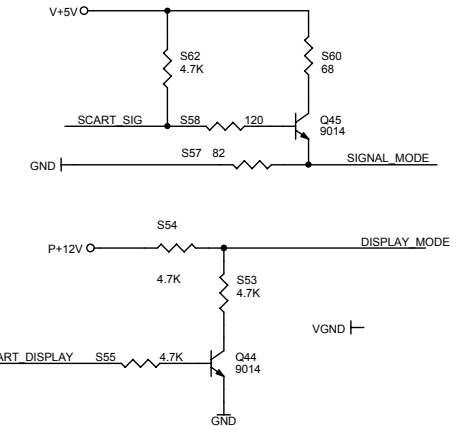 V+5V
S62
4.7K
S60
68
SCART_SIG S58 120
Q45
9014
S57 82
GND
SIGNAL_MODE
S54
P+12V
DISPLAY_MODE
4.7K
S53
4.7K
VGND
ART_DISPLAY S55 4.7K
Q44
9014
GND